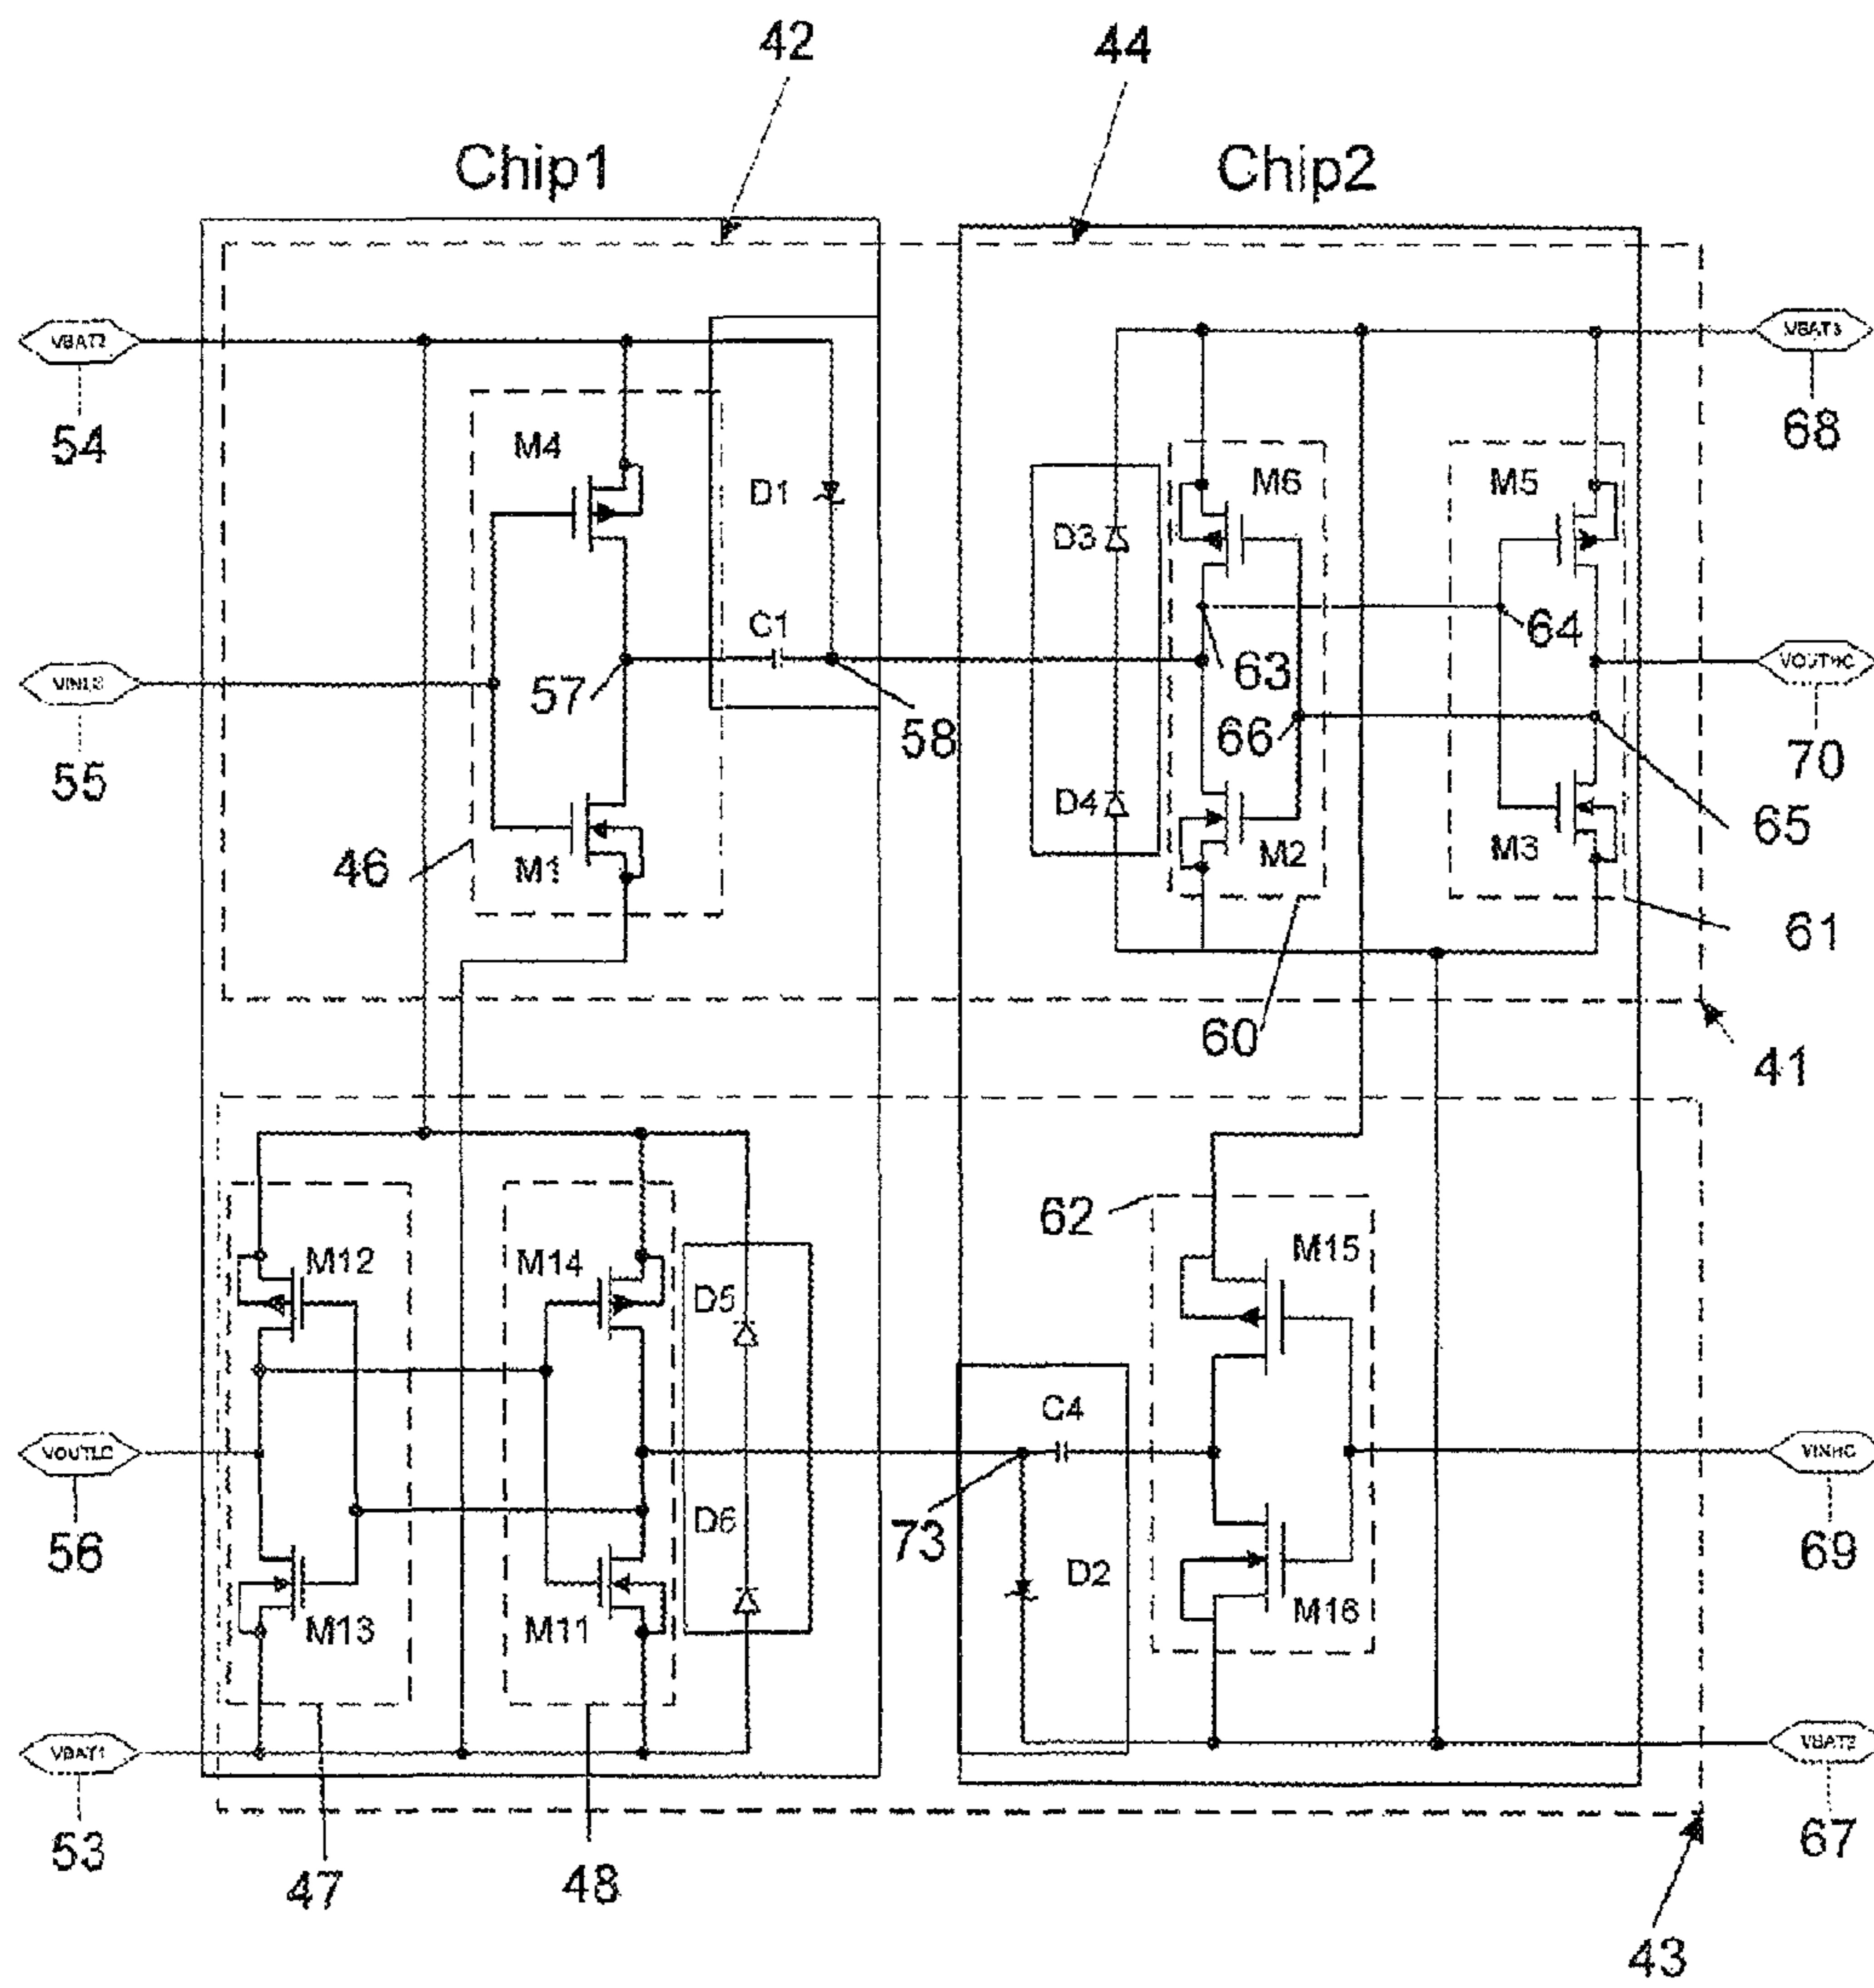 42
44
Chip1
Chip2
VBAT2
VBAT3
54
68
M4
D1
M6
M5
D3
C1
63
64
VOUTHC
57
58
66
65
70
55
D4
46
M1
M2
M3
61
60
41
62
M12
M14
D5
M15
C4
VOUTLC
VINHC
56
D6
73
D2
69
M13
M11
M16
VBAT1
VBAT2
53
67
47
48
43